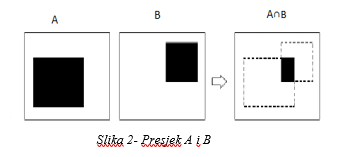 A B A∩B
Slika 2- Presjek A i B